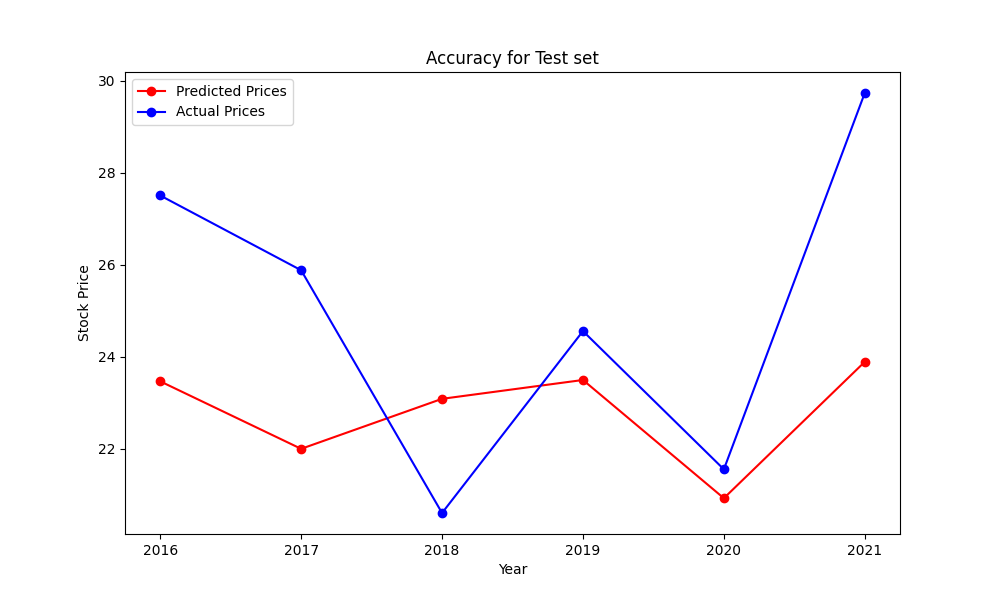 Accuracy for Test set
Predicted Prices
Actual Prices
30
28
26
24
22
Stock Price
2016 2017 2018 2019 2020 2021
Year